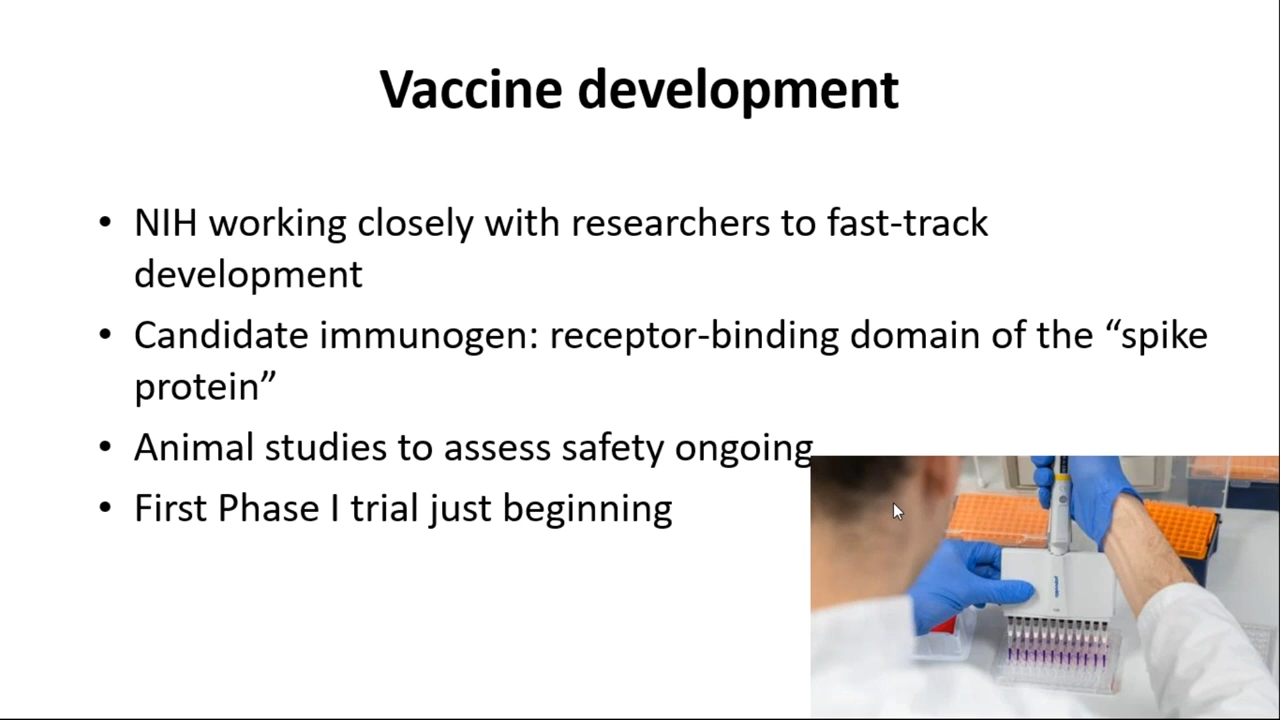 Vaccine development
• NIH working closely with researchers to fast-track
development
• Candidate immunogen: receptor-binding domain of the “spike
protein”
• Animal studies to assess safety ongoing
• First Phase I trial just beginning